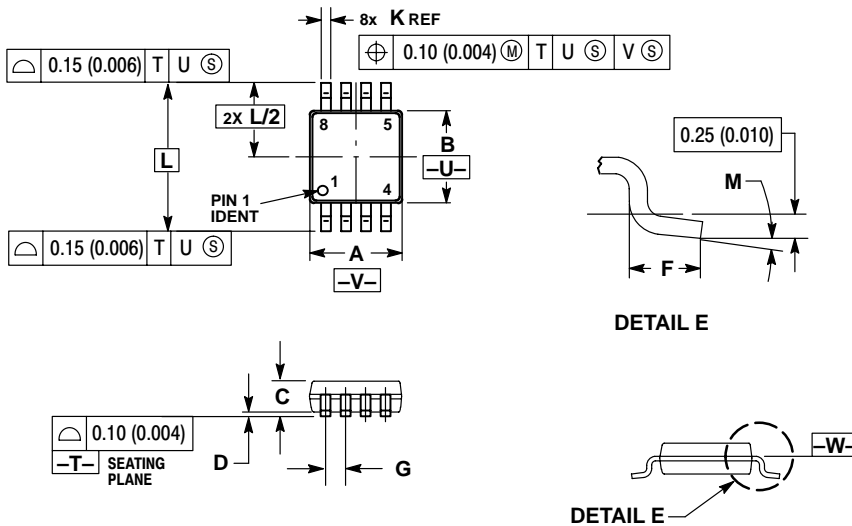 8x K REF
⌖ 0.10 (0.004) Ⓜ T U Ⓢ V Ⓢ
⌓ 0.15 (0.006) T U Ⓢ
2X L/2
8 5
B
–U–
L
PIN 1
IDENT
1
4
⌓ 0.15 (0.006) T U Ⓢ
A
–V–
0.25 (0.010)
M
F
DETAIL E
C
⌓ 0.10 (0.004)
–T– SEATING
PLANE
D
G
–W–
DETAIL E